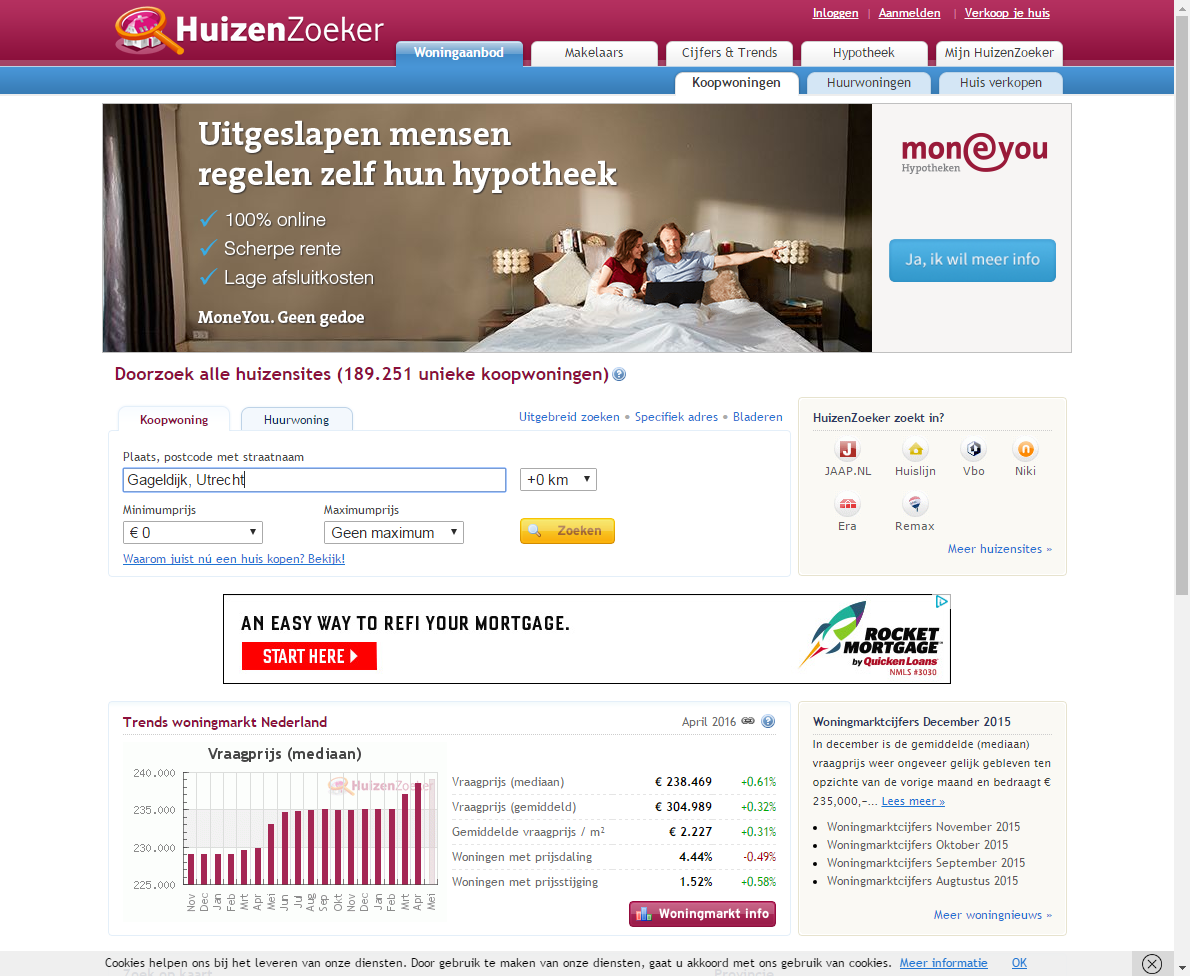 HuizenZoeker
Inloggen | Aanmelden | Verkoop je huis
Woningaanbod Makelaars Cijfers & Trends Hypotheek Mijn HuizenZoeker
Koopwoningen Huurwoningen Huis verkopen
Uitgeslapen mensen
regelen zelf hun hypotheek
100% online
Scherpe rente
Lage afsluitkosten
MoneYou. Geen gedoe
moneyou
Hypotheken
Ja, ik wil meer info
Doorzoek alle huizensites (189.251 unieke koopwoningen)
Koopwoning Huurwoning
Uitgebreid zoeken • Specifiek adres • Bladeren
Plaats, postcode met straatnaam
Gageldijk, Utrecht +0 km
Minimumprijs Maximumprijs
€ 0 Geen maximum Zoeken
Waarom juist nú een huis kopen? Bekijk!
HuizenZoeker zoekt in?
JAAP.NL Huislijn Vbo Niki
Era Remax
Meer huizensites »
AN EASY WAY TO REFI YOUR MORTGAGE.
START HERE
ROCKET
MORTGAGE
by Quicken Loans
NMLS #3030
Trends woningmarkt Nederland April 2016
Vraagprijs (mediaan)
HuizenZoeker
240.000
235.000
230.000
225.000
Nov Dec Jan Feb Mrt Apr Mei Jun Jul Aug Sep Okt Nov Dec Jan Feb Mrt Apr Mei
Vraagprijs (mediaan) € 238.469 +0.61%
Vraagprijs (gemiddeld) € 304.989 +0.32%
Gemiddelde vraagprijs / m² € 2.227 +0.31%
Woningen met prijsdaling 4.44% -0.49%
Woningen met prijsstijging 1.52% +0.58%
Woningmarkt info
Woningmarktcijfers December 2015
In december is de gemiddelde (mediaan)
vraagprijs weer ongeveer gelijk gebleven ten
opzichte van de vorige maand en bedraagt €
235,000,-... Lees meer »
Woningmarktcijfers November 2015
Woningmarktcijfers Oktober 2015
Woningmarktcijfers September 2015
Woningmarktcijfers Augtustus 2015
Meer woningnieuws »
Cookies helpen ons bij het leveren van onze diensten. Door gebruik te maken van onze diensten, gaat u akkoord met ons gebruik van cookies. Meer informatie OK
Zoek op kaart Provincie